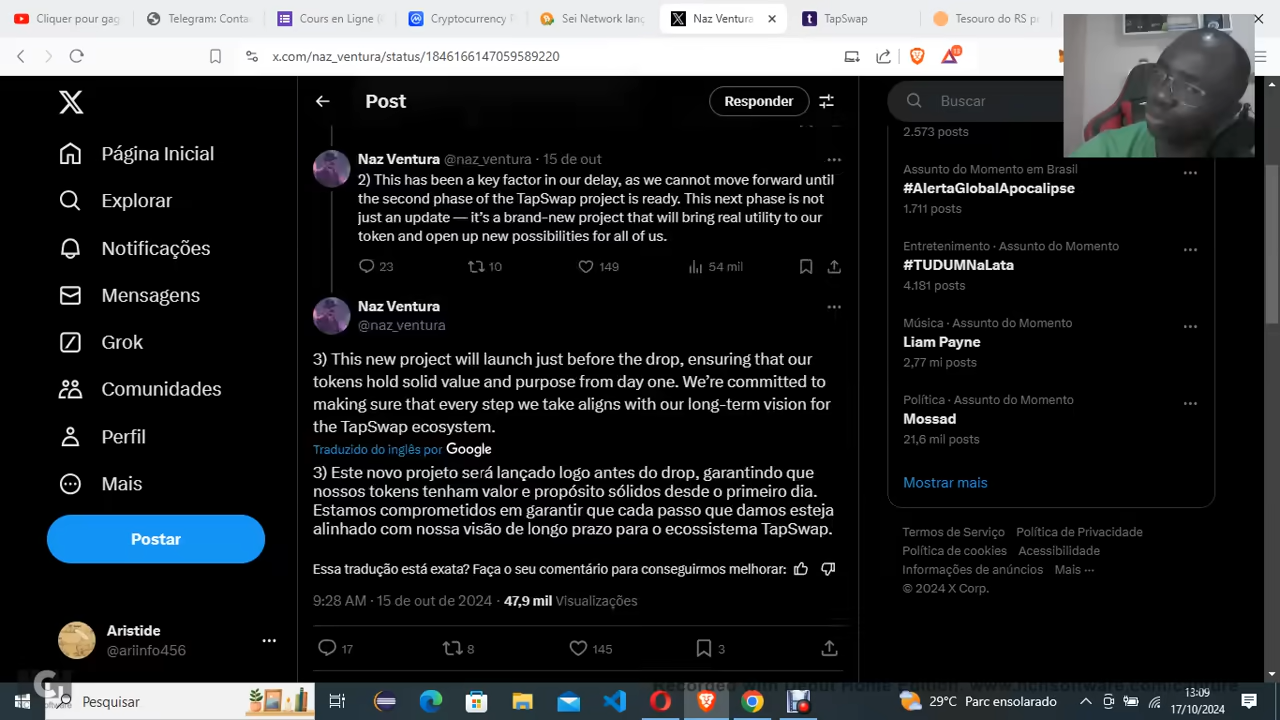 Cliquer pour gag
Telegram: Conta
Cours en Ligne (
Cryptocurrency
Sei Network lanç
Naz Ventura
TapSwap
Tesouro do RS p
x.com/naz_ventura/status/1846166147059589220
13
Post
Responder
Buscar
Página Inicial
Explorar
Notificações
Mensagens
Grok
Comunidades
Perfil
Mais
Postar
Aristide
@ariinfo456
Naz Ventura @naz_ventura · 15 de out
2) This has been a key factor in our delay, as we cannot move forward until
the second phase of the TapSwap project is ready. This next phase is not
just an update — it's a brand-new project that will bring real utility to our
token and open up new possibilities for all of us.
23 10 149 54 mil
Naz Ventura
@naz_ventura
3) This new project will launch just before the drop, ensuring that our
tokens hold solid value and purpose from day one. We're committed to
making sure that every step we take aligns with our long-term vision for
the TapSwap ecosystem.
Traduzido do inglês por Google
3) Este novo projeto será lançado logo antes do drop, garantindo que
nossos tokens tenham valor e propósito sólidos desde o primeiro dia.
Estamos comprometidos em garantir que cada passo que damos esteja
alinhado com nossa visão de longo prazo para o ecossistema TapSwap.
Essa tradução está exata? Faça o seu comentário para conseguirmos melhorar:
9:28 AM · 15 de out de 2024 · 47,9 mil Visualizações
17 8 145 3
2.573 posts
Assunto do Momento em Brasil
#AlertaGlobalApocalipse
1.711 posts
Entretenimento · Assunto do Momento
#TUDUMNaLata
4.181 posts
Música · Assunto do Momento
Liam Payne
2,77 mi posts
Política · Assunto do Momento
Mossad
21,6 mil posts
Mostrar mais
Termos de Serviço Política de Privacidade
Política de cookies Acessibilidade
Informações de anúncios Mais ···
© 2024 X Corp.
Recorded with Debut Home Edition. www.nchsoftware.com/capture
NCH
Software
Pesquisar
29°C Parc ensolarado
13:09
17/10/2024